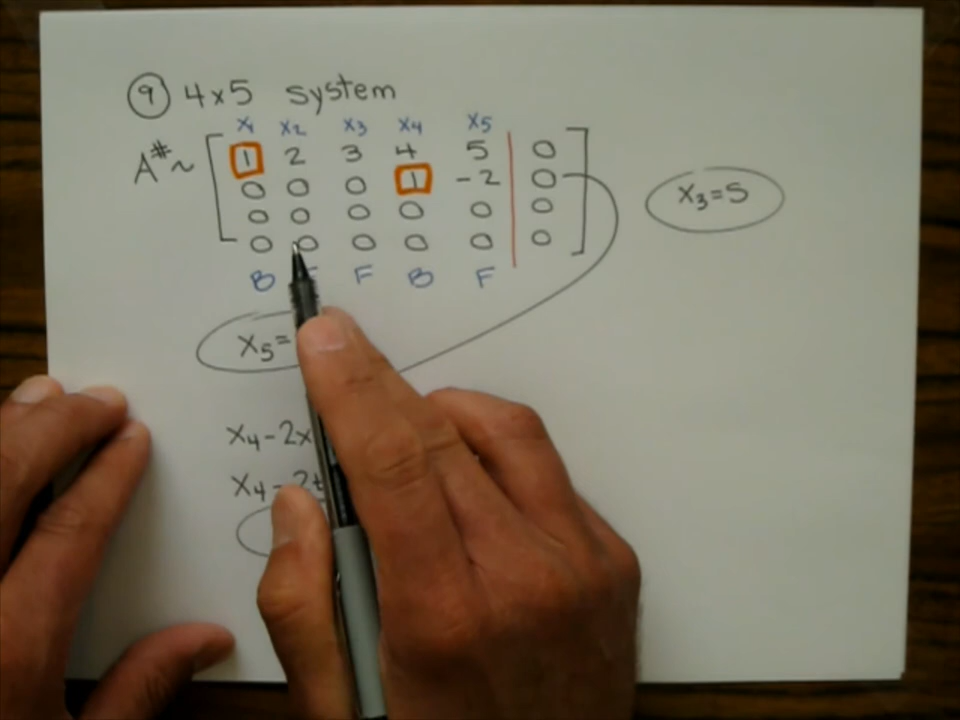 9 4x5 system
x1 x2 x3 x4 x5
A# ~ 1 2 3 4 5 0
0 0 0 1 -2 0
0 0 0 0 0 0
0 0 0 0 0 0
B F F B F
x3=s
x5=
x4-2x
x4-2t